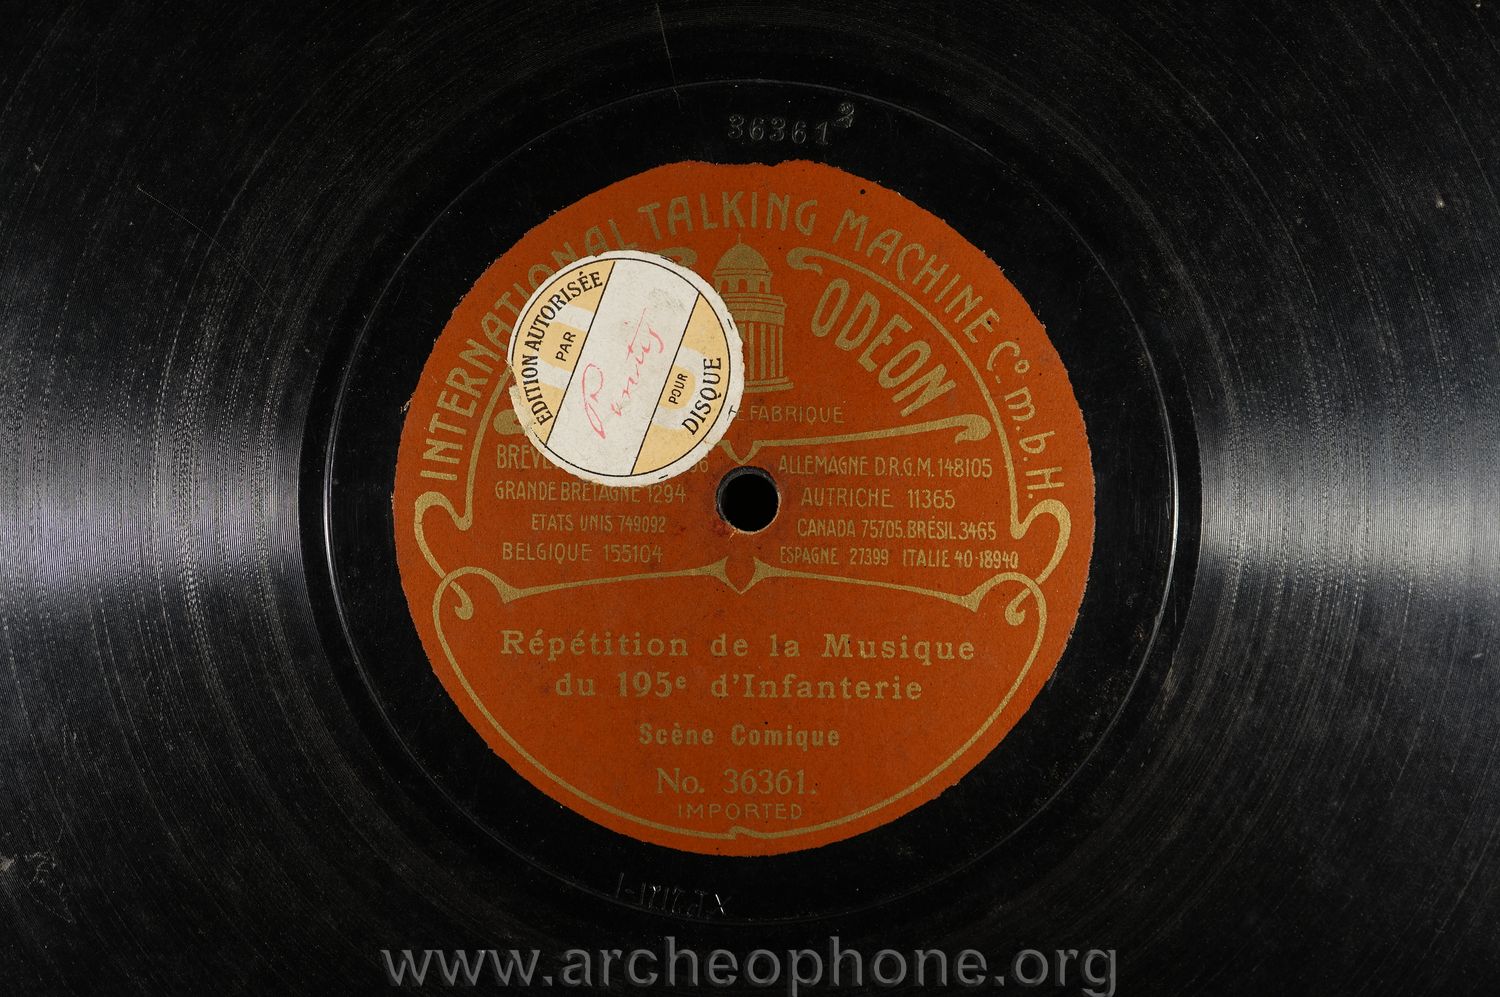 36361²
INTERNATIONAL TALKING MACHINE Cº m.b.H.
ODEON
ÉDITION AUTORISÉE
PAR
POUR
DISQUE
FABRIQUE
GRANDE BRETAGNE 1294
ETATS UNIS 749092
BELGIQUE 155104
ALLEMAGNE D.R.G.M. 148105
AUTRICHE 11365
CANADA 75705. BRÉSIL 3465
ESPAGNE 27399 ITALIE 40-18940
Répétition de la Musique
du 195e d'Infanterie
Scène Comique
No. 36361.
IMPORTED
www.archeophone.org